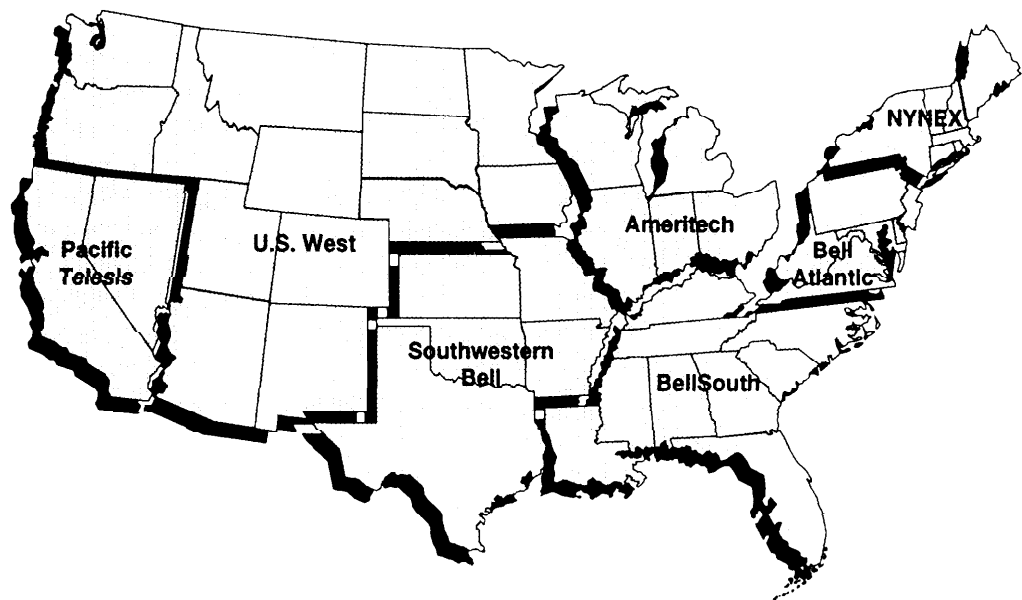 NYNEX
Ameritech
U.S. West
Pacific
Telesis
Bell
Atlantic
Southwestern
Bell
BellSouth